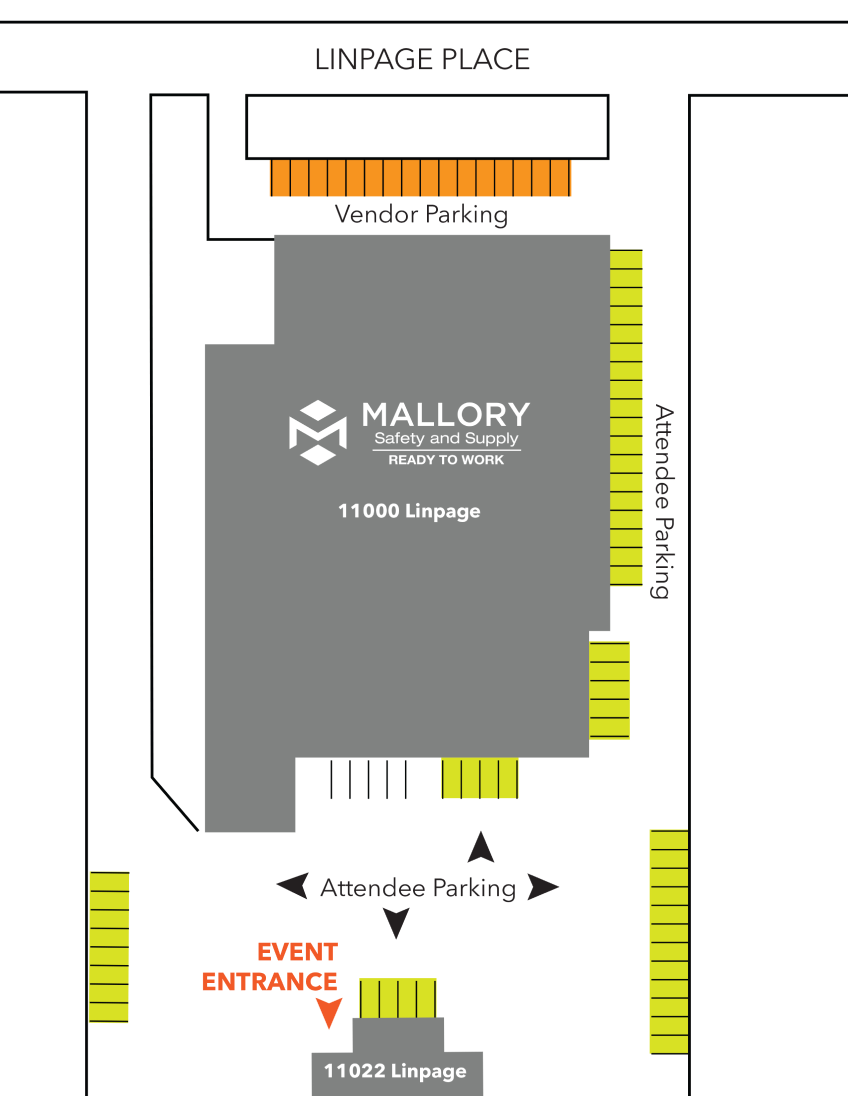 LINPAGE PLACE
Vendor Parking
MALLORY
Safety and Supply
READY TO WORK
11000 Linpage
Attendee Parking
Attendee Parking
EVENT
ENTRANCE
11022 Linpage